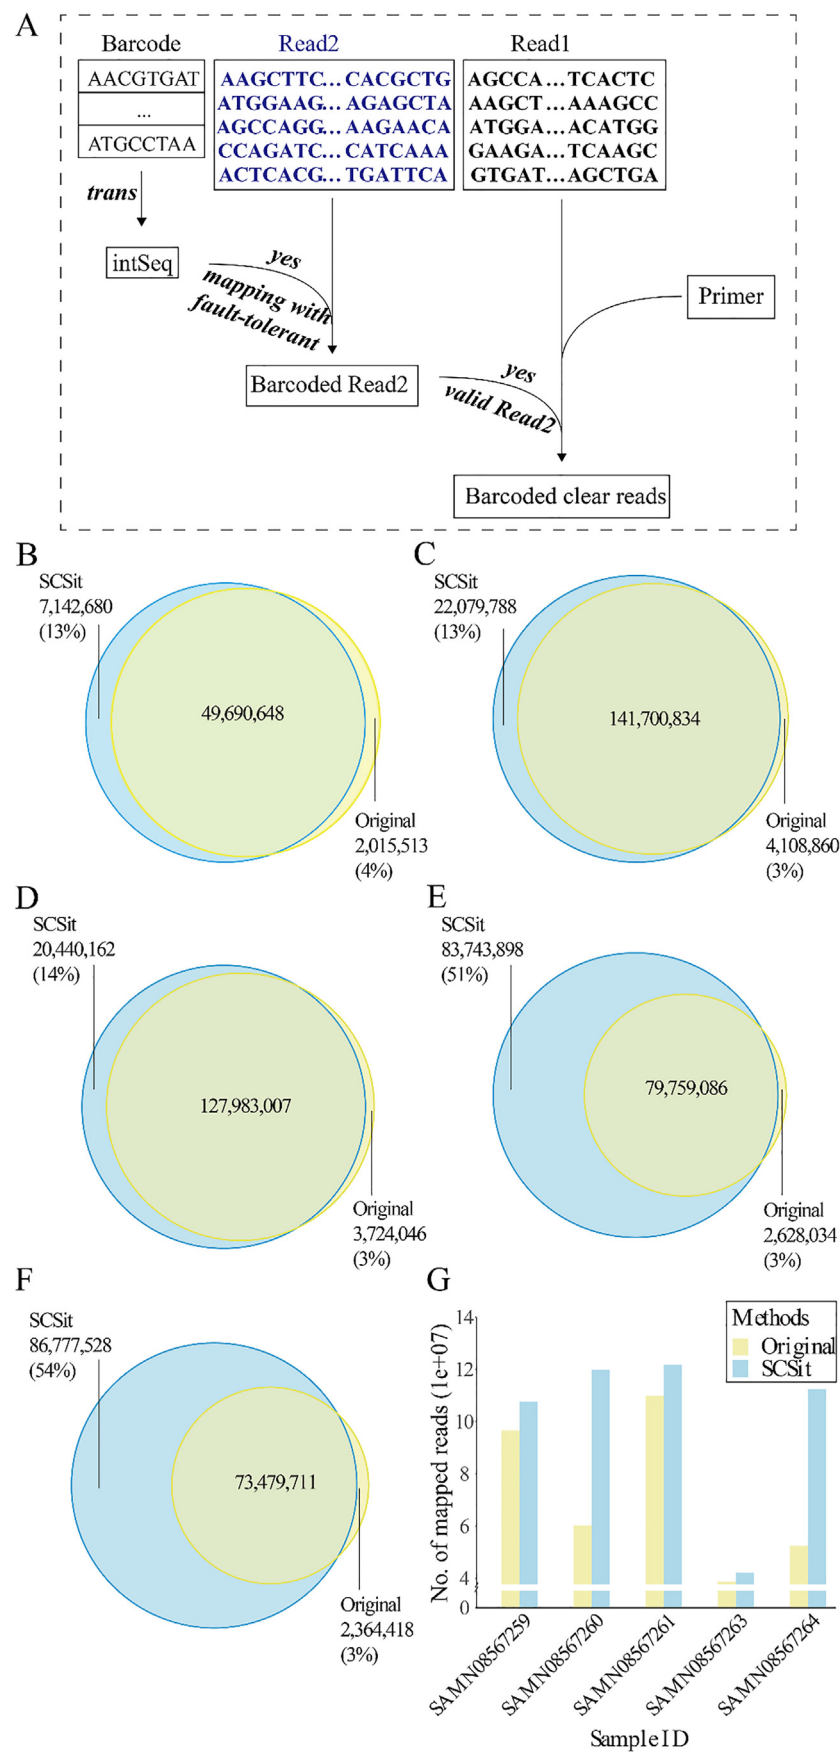 A
Barcode
Read2
Read1
AACGTGAT
...
ATGCCTAA
AAGCTTC...CACGCTG
ATGGAAG...AGAGCTA
AGCCAGG...AAGAACA
CCAGATC...CATCAAA
ACTCACG...TGATTCA
AGCCA...TCACTC
AAGCT...AAAGCC
ATGGA...ACATGG
GAAGA...TCAAGC
GTGAT...AGCTGA
trans
intSeq
yes
mapping with
fault-tolerant
Primer
Barcoded Read2
yes
valid Read2
Barcoded clear reads
B
SCSit
7,142,680
(13%)
49,690,648
Original
2,015,513
(4%)
C
SCSit
22,079,788
(13%)
141,700,834
Original
4,108,860
(3%)
D
SCSit
20,440,162
(14%)
127,983,007
Original
3,724,046
(3%)
E
SCSit
83,743,898
(51%)
79,759,086
Original
2,628,034
(3%)
F
SCSit
86,777,528
(54%)
73,479,711
Original
2,364,418
(3%)
G
Methods
Original
SCSit
No. of mapped reads (1e+07)
14
12
10
8
6
4
0
SAMN08567259
SAMN08567260
SAMN08567261
SAMN08567263
SAMN08567264
SampleID